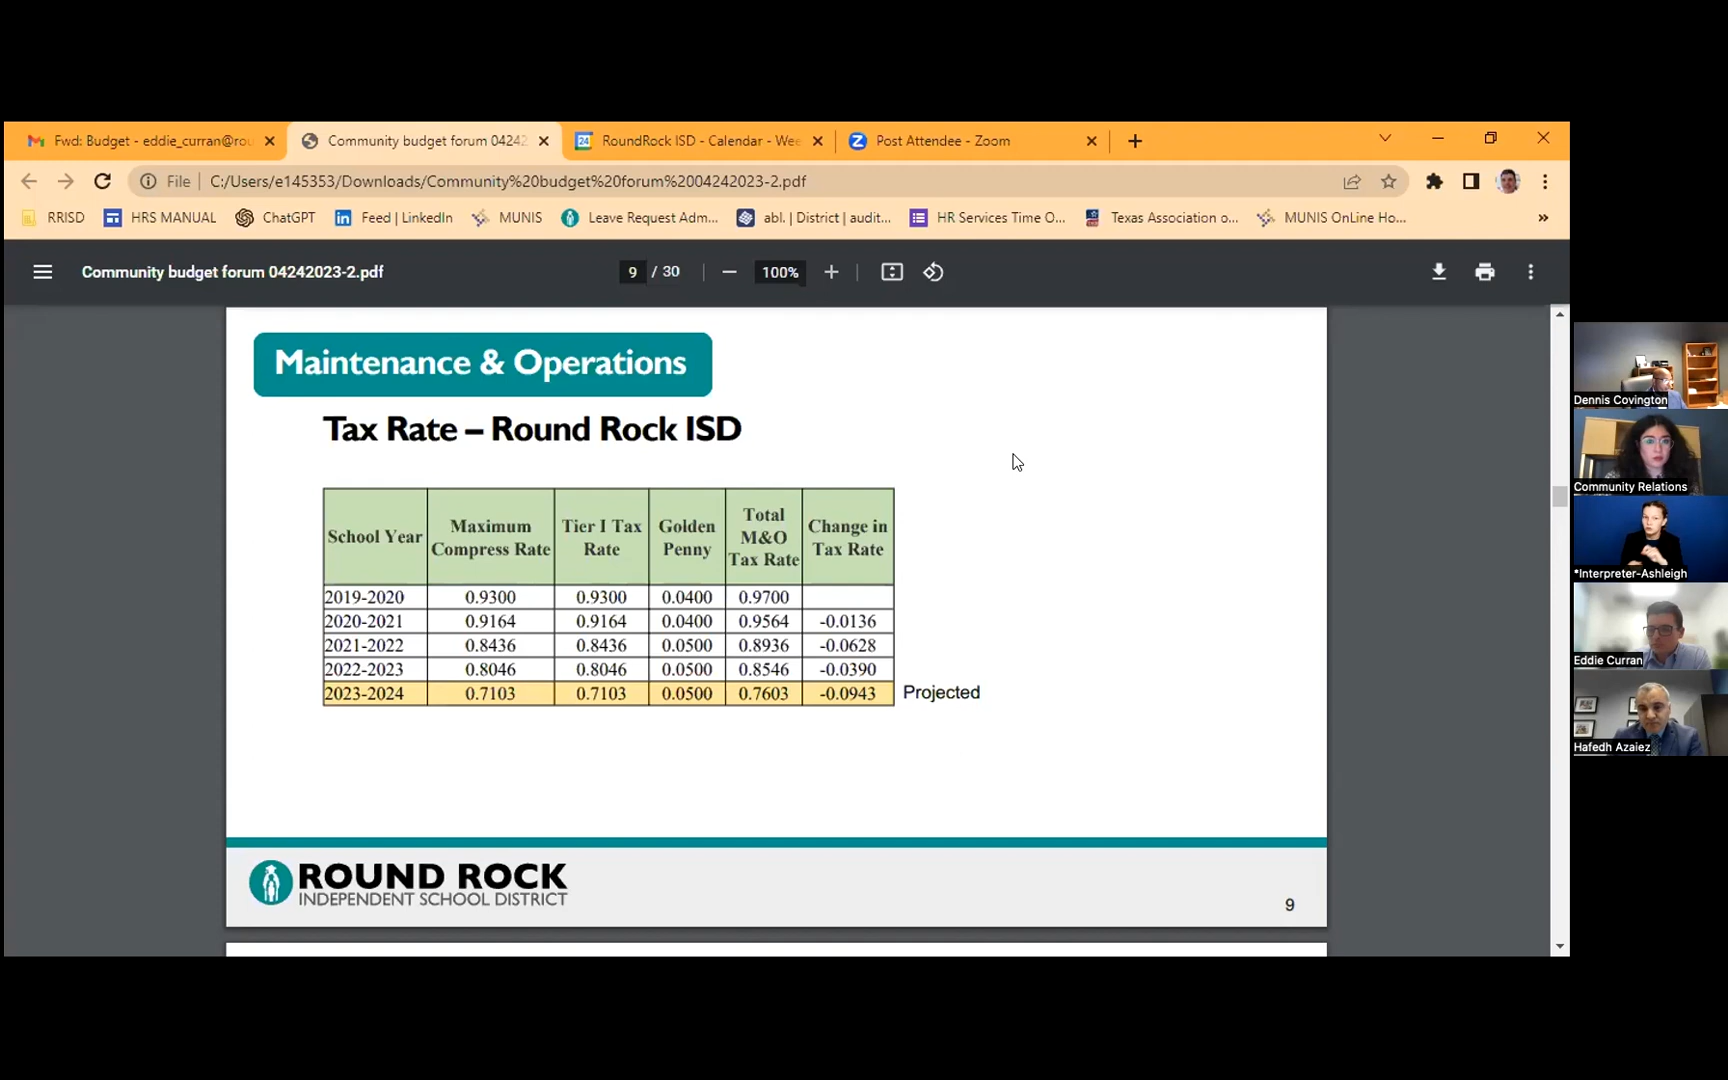 Fwd: Budget - eddie_curran@rou
Community budget forum 04242
24
RoundRock ISD - Calendar - Wee
Post Attendee - Zoom
File
C:/Users/e145353/Downloads/Community%20budget%20forum%2004242023-2.pdf
RRISD
HRS MANUAL
ChatGPT
Feed | LinkedIn
MUNIS
Leave Request Adm...
abl. | District | audit...
HR Services Time O...
Texas Association o...
MUNIS OnLine Ho...
»
Community budget forum 04242023-2.pdf
9 / 30
100%
Maintenance & Operations
Tax Rate – Round Rock ISD
School Year Maximum Compress Rate Tier I Tax Rate Golden Penny Total M&O Tax Rate Change in Tax Rate
2019-2020 0.9300 0.9300 0.0400 0.9700
2020-2021 0.9164 0.9164 0.0400 0.9564 -0.0136
2021-2022 0.8436 0.8436 0.0500 0.8936 -0.0628
2022-2023 0.8046 0.8046 0.0500 0.8546 -0.0390
2023-2024 0.7103 0.7103 0.0500 0.7603 -0.0943 Projected
ROUND ROCK
INDEPENDENT SCHOOL DISTRICT
9
Dennis Covington
Community Relations
*Interpreter-Ashleigh
Eddie Curran
Hafedh Azaiez